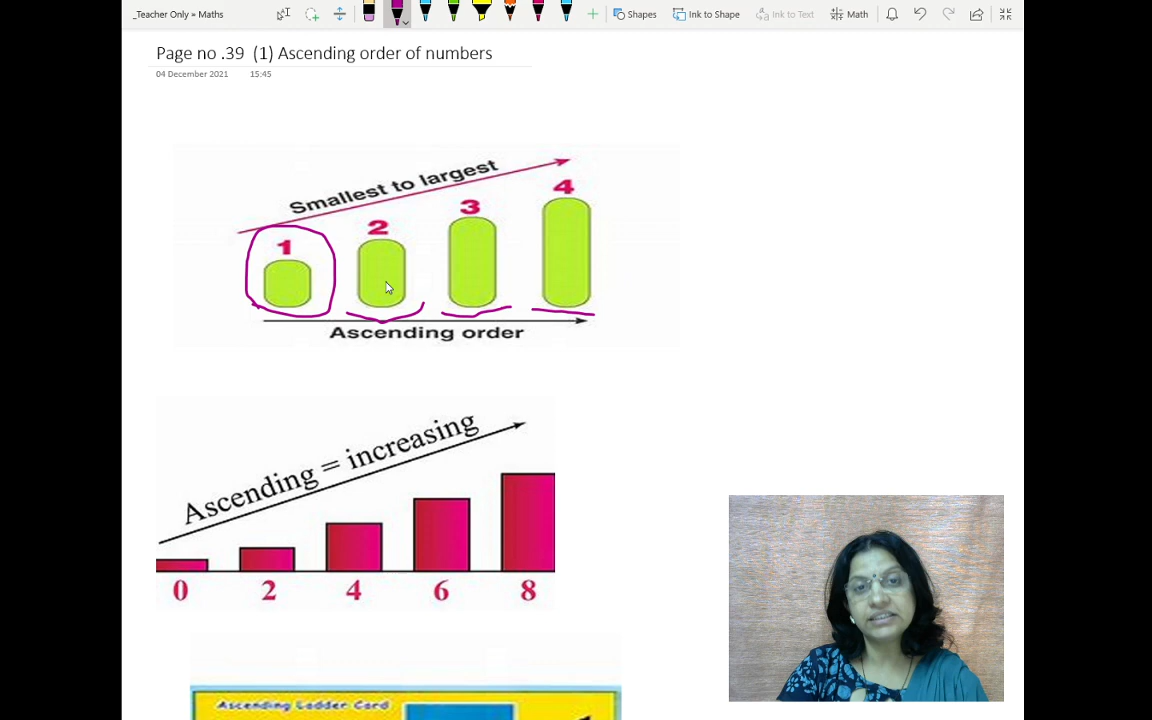 _Teacher Only » Maths
Shapes
Ink to Shape
Ink to Text
Math
Page no .39 (1) Ascending order of numbers
04 December 2021 15:45
Smallest to largest
1 2 3 4
Ascending order
Ascending = increasing
0 2 4 6 8
Ascending Ladder Card